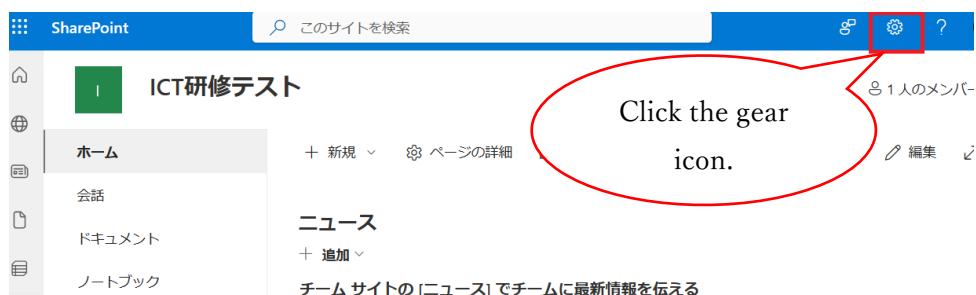 SharePoint
このサイトを検索
?
I
ICT研修テスト
1 人のメンバー
Click the gear
icon.
ホーム
+ 新規
ページの詳細
編集
会話
ドキュメント
ノートブック
ニュース
+ 追加
チーム サイトの [ニュース] でチームに最新情報を伝える